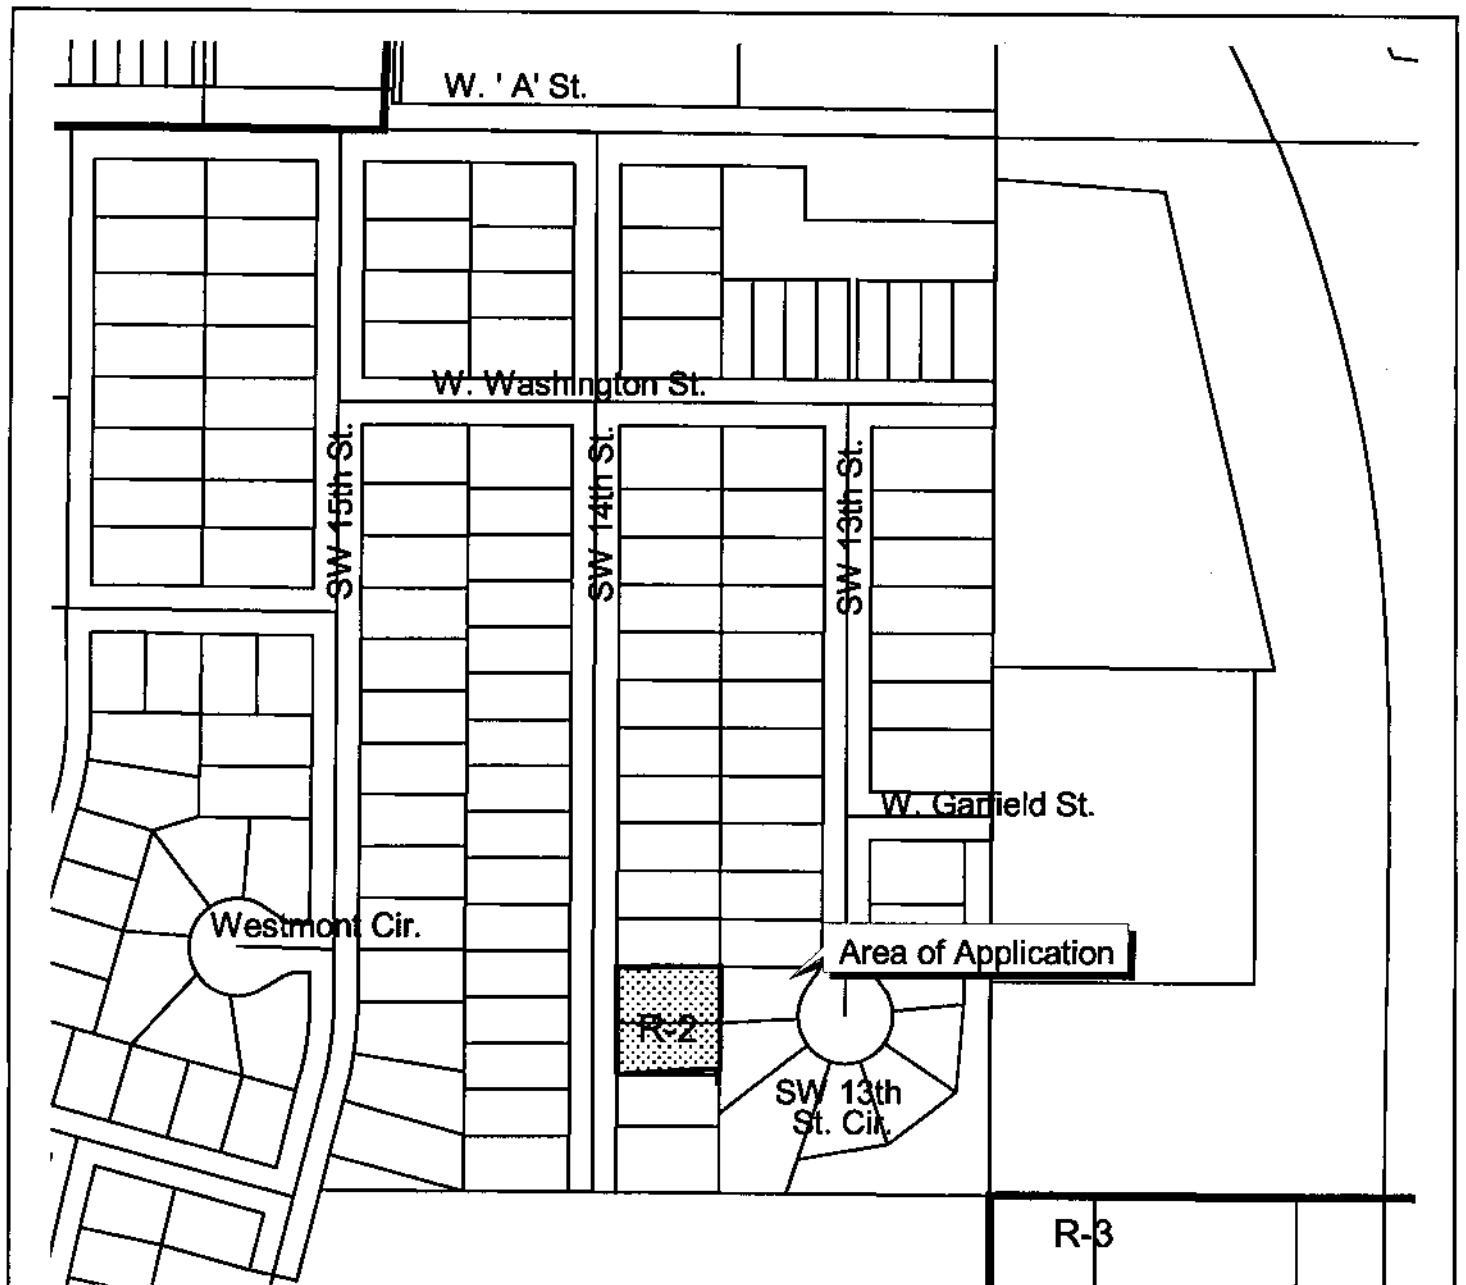 W. 'A' St.
W. Washington St.
SW 15th St.
SW 14th St.
SW 13th St.
W. Garfield St.
Westmont Cir.
Area of Application
R-2
SW 13th
St. Cir.
R-3